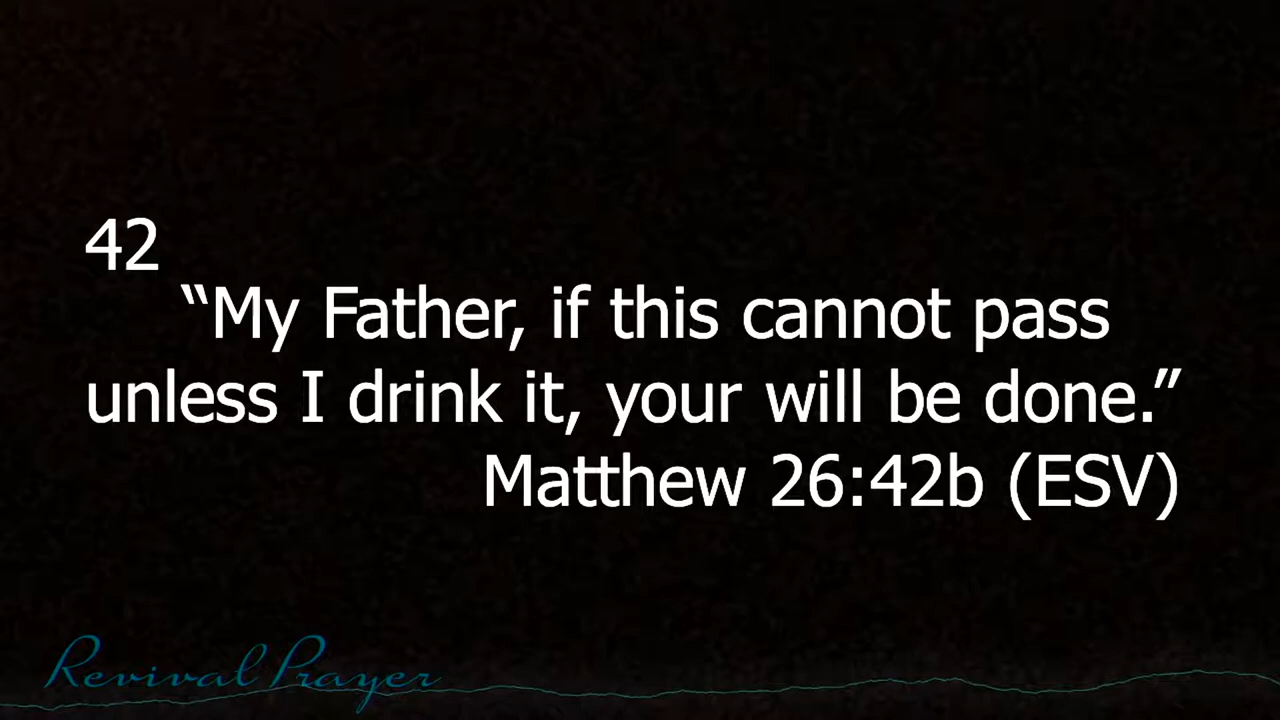 42
“My Father, if this cannot pass
unless I drink it, your will be done.”
Matthew 26:42b (ESV)
Revival Prayer